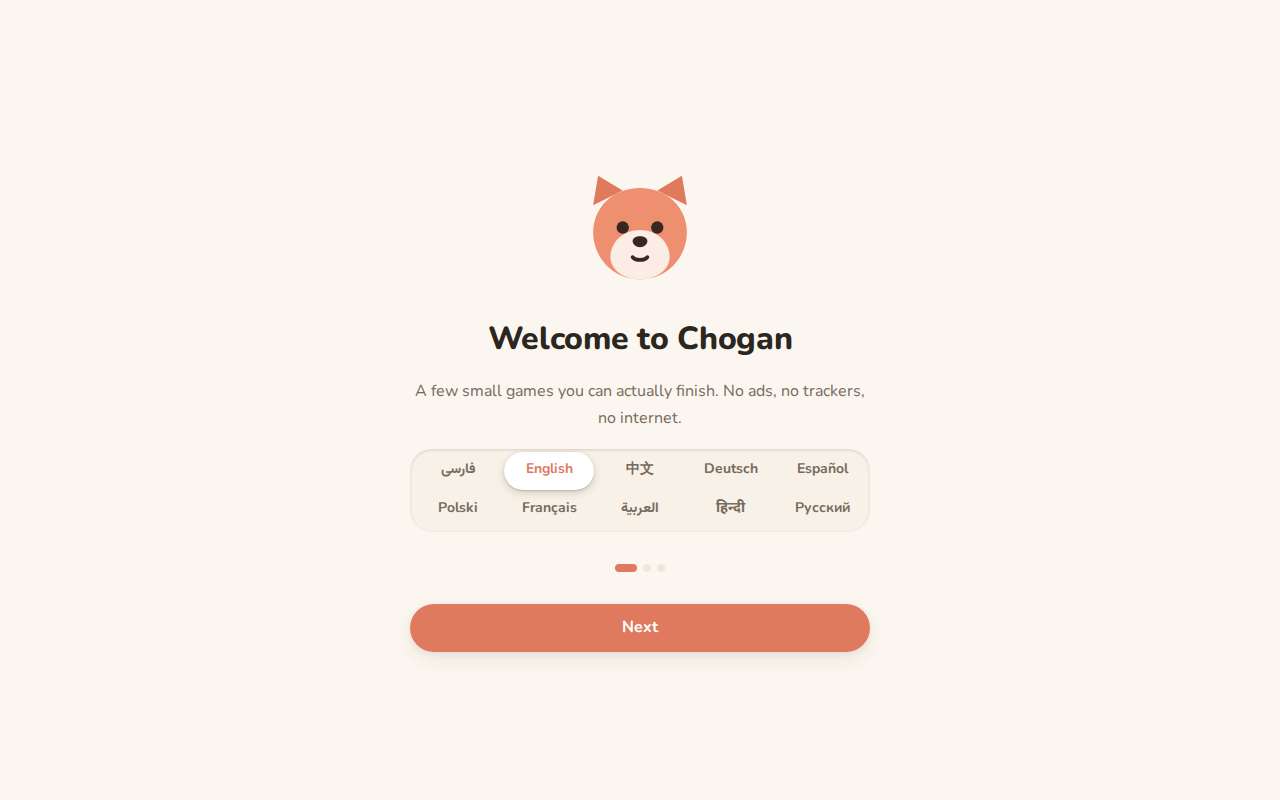 Welcome to Chogan
A few small games you can actually finish. No ads, no trackers,
no internet.
فارسی English 中文 Deutsch Español
Polski Français العربية हिन्दी Русский
Next